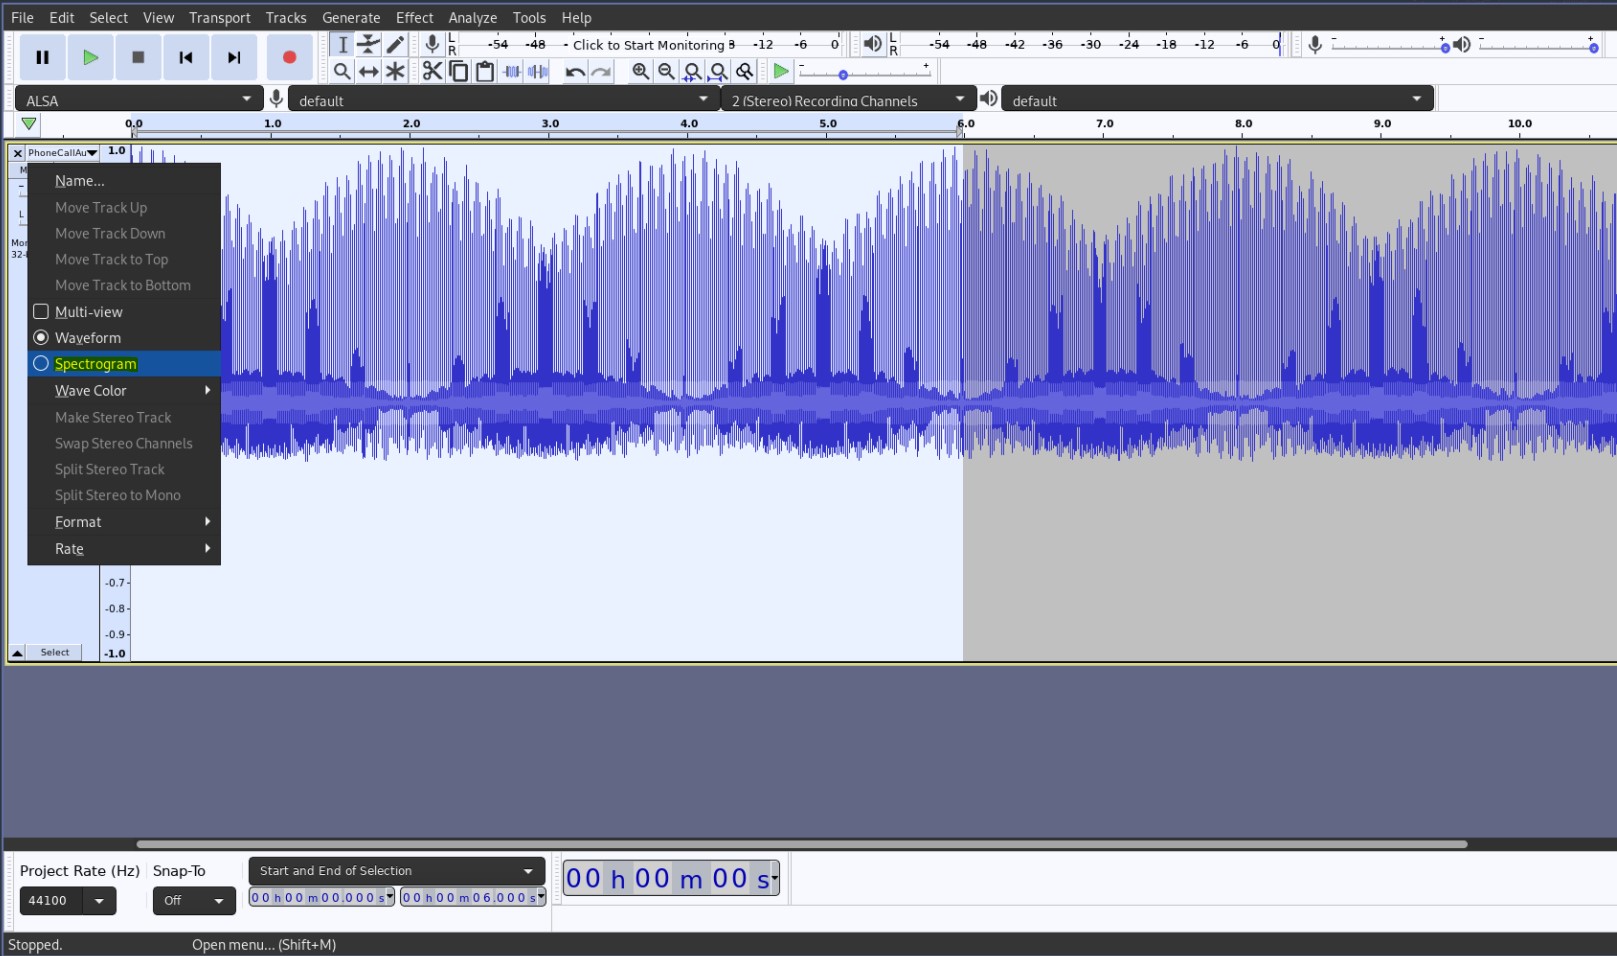 File Edit Select View Transport Tracks Generate Effect Analyze Tools Help
L R -54 -48 - Click to Start Monitoring -12 -6 0 L R -54 -48 -42 -36 -30 -24 -18 -12 -6 0 - + - +
- +
ALSA default 2 (Stereo) Recording Channels default
0.0 1.0 2.0 3.0 4.0 5.0 6.0 7.0 8.0 9.0 10.0
PhoneCallAu 1.0
M
Name...
-
Move Track Up
L
Move Track Down
Mor
32-
Move Track to Top
Move Track to Bottom
Multi-view
Waveform
Spectrogram
Wave Color
Make Stereo Track
Swap Stereo Channels
Split Stereo Track
Split Stereo to Mono
Format
Rate
-0.7
-0.8
-0.9
Select -1.0
Project Rate (Hz) Snap-To Start and End of Selection
00 h 00 m 00 s
44100 Off 00 h 00 m 00.000 s 00 h 00 m 06.000 s
Stopped. Open menu... (Shift+M)